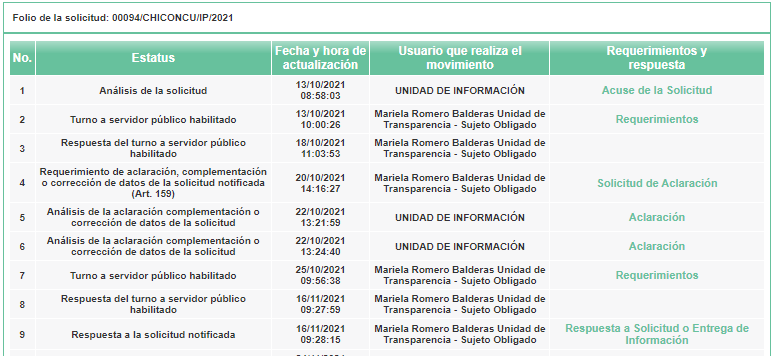 Folio de la solicitud: 00094/CHICONCU/IP/2021
No. Estatus Fecha y hora de actualización Usuario que realiza el movimiento Requerimientos y respuesta
1 Análisis de la solicitud 13/10/2021 08:58:03 UNIDAD DE INFORMACIÓN Acuse de la Solicitud
2 Turno a servidor público habilitado 13/10/2021 10:00:26 Mariela Romero Balderas Unidad de Transparencia - Sujeto Obligado Requerimientos
3 Respuesta del turno a servidor público habilitado 18/10/2021 11:03:53 Mariela Romero Balderas Unidad de Transparencia - Sujeto Obligado
4 Requerimiento de aclaración, complementación o corrección de datos de la solicitud notificada (Art. 159) 20/10/2021 14:16:27 Mariela Romero Balderas Unidad de Transparencia - Sujeto Obligado Solicitud de Aclaración
5 Análisis de la aclaración complementación o corrección de datos de la solicitud 22/10/2021 13:21:59 UNIDAD DE INFORMACIÓN Aclaración
6 Análisis de la aclaración complementación o corrección de datos de la solicitud 22/10/2021 13:24:40 UNIDAD DE INFORMACIÓN Aclaración
7 Turno a servidor público habilitado 25/10/2021 09:56:38 Mariela Romero Balderas Unidad de Transparencia - Sujeto Obligado Requerimientos
8 Respuesta del turno a servidor público habilitado 16/11/2021 09:27:59 Mariela Romero Balderas Unidad de Transparencia - Sujeto Obligado
9 Respuesta a la solicitud notificada 16/11/2021 09:28:15 Mariela Romero Balderas Unidad de Transparencia - Sujeto Obligado Respuesta a Solicitud o Entrega de Información